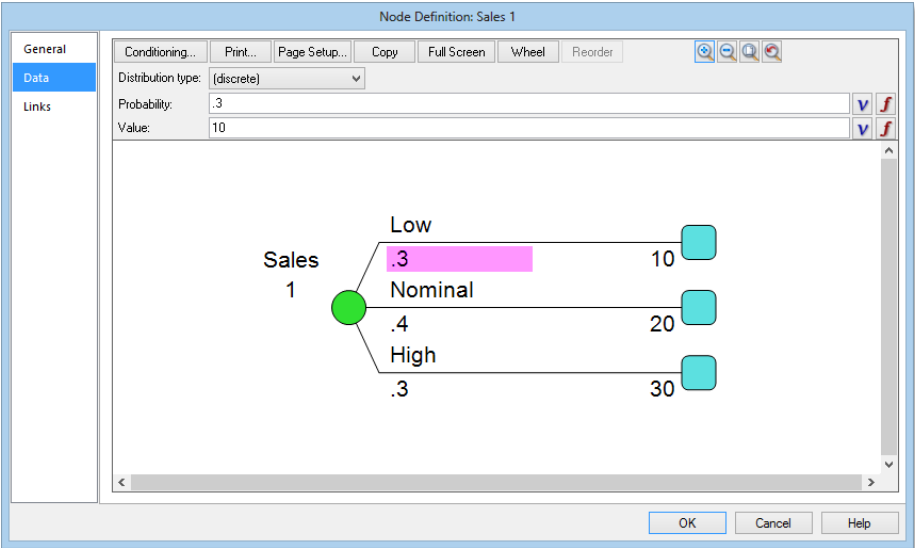 Node Definition: Sales 1
General
Data
Links
Conditioning... Print... Page Setup... Copy Full Screen Wheel Reorder
Distribution type: (discrete)
Probability: .3 v f
Value: 10 v f
Low
Sales .3 10
1 Nominal
.4 20
High
.3 30
OK Cancel Help